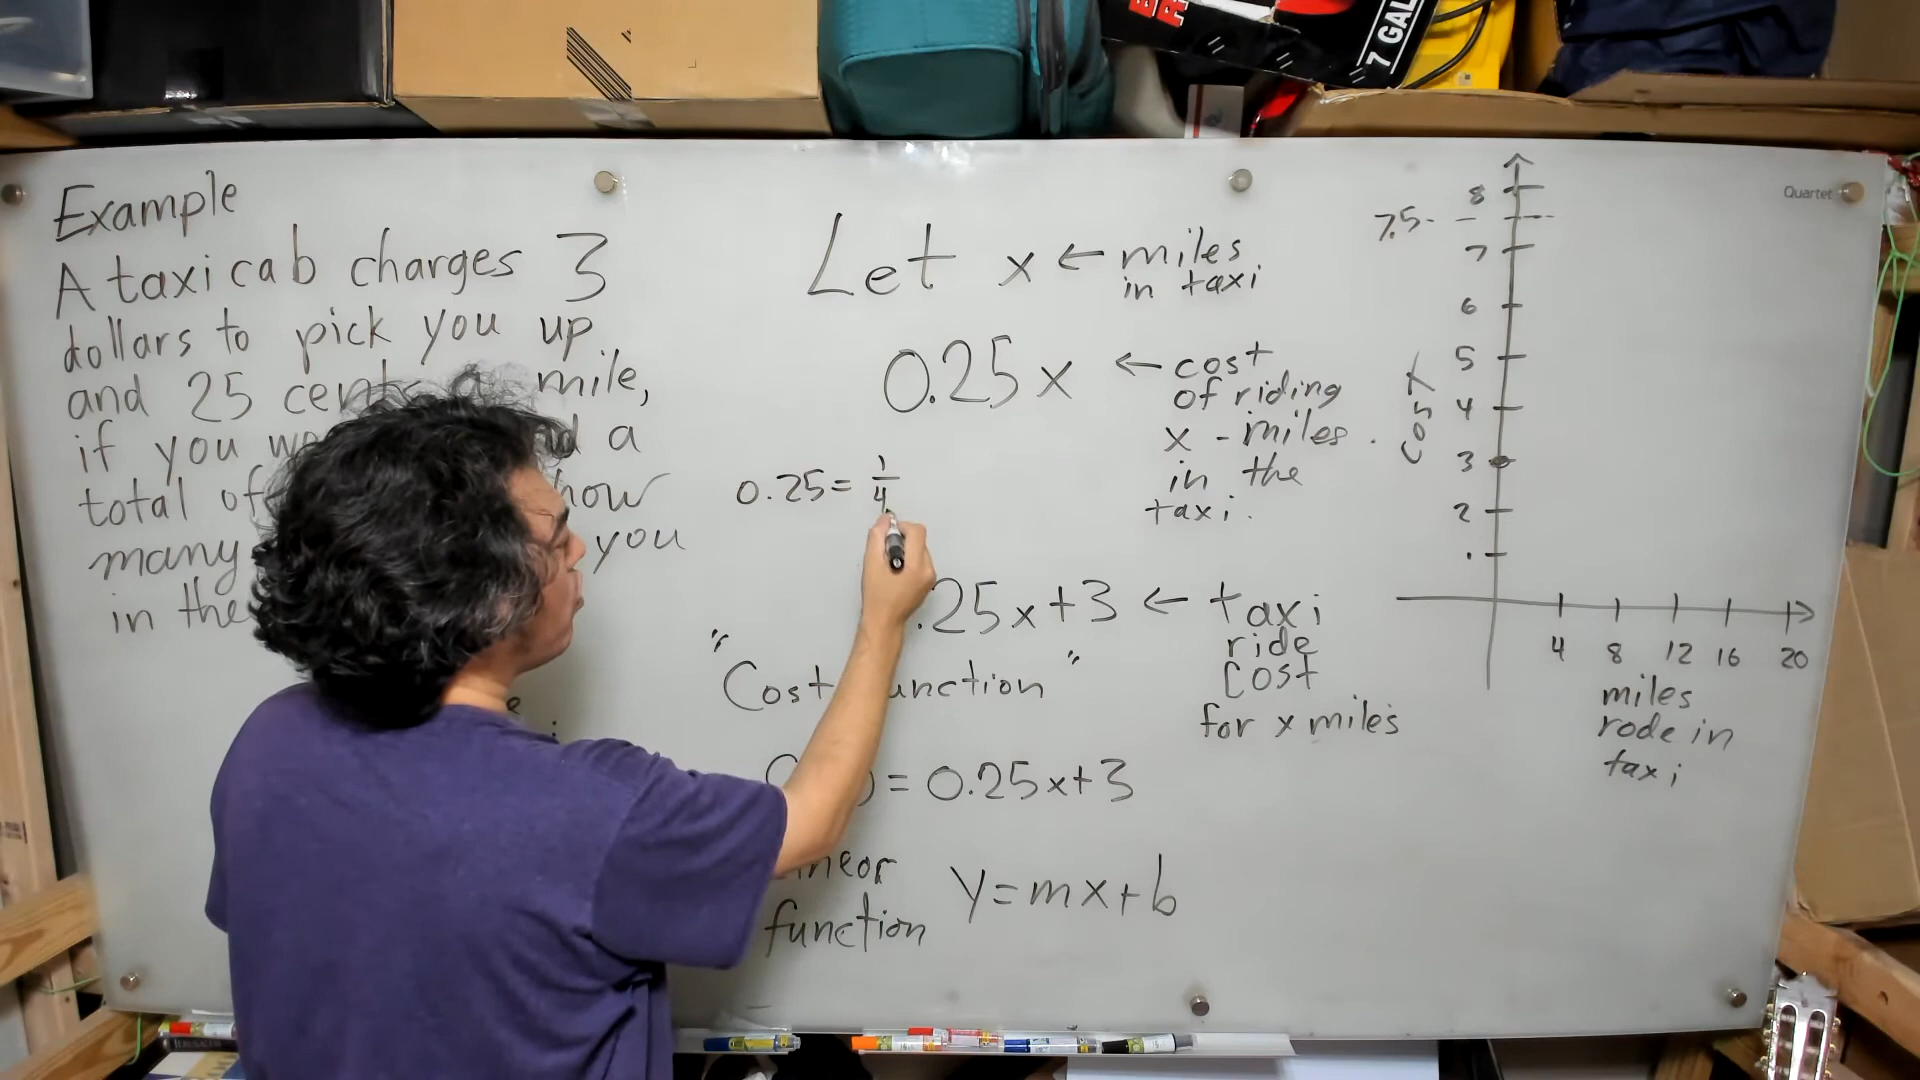 Example
A taxi cab charges 3
dollars to pick you up
and 25 a mile,
if you a
total of how
many you
in the
Let x ← miles
in taxi
0.25x ← cost
of riding
x - miles.
in the
taxi.
0.25 = 1/4
.25x+3 ← taxi
ride
cost
for x miles
"Cost function"
= 0.25x+3
function
y=mx+b
8
7.5
7
6
5
4
3
2
cost
4 8 12 16 20
miles
rode in
taxi
Quartet
7 GAL